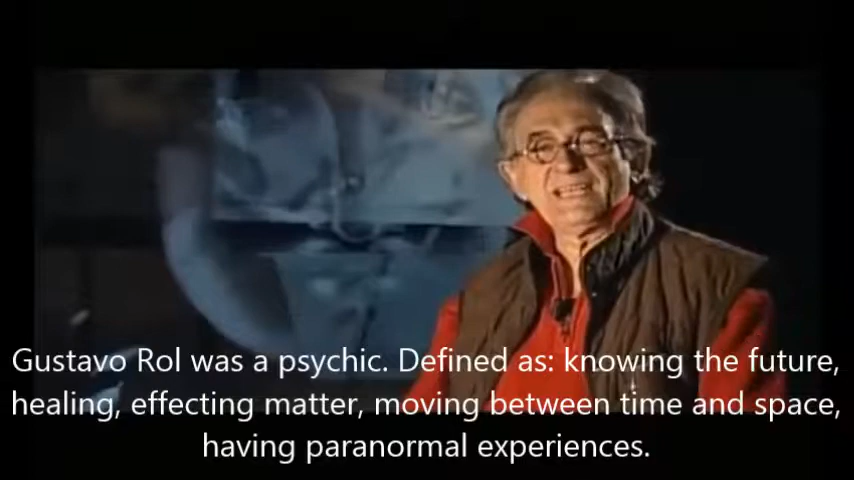 Gustavo Rol was a psychic. Defined as: knowing the future,
healing, effecting matter, moving between time and space,
having paranormal experiences.